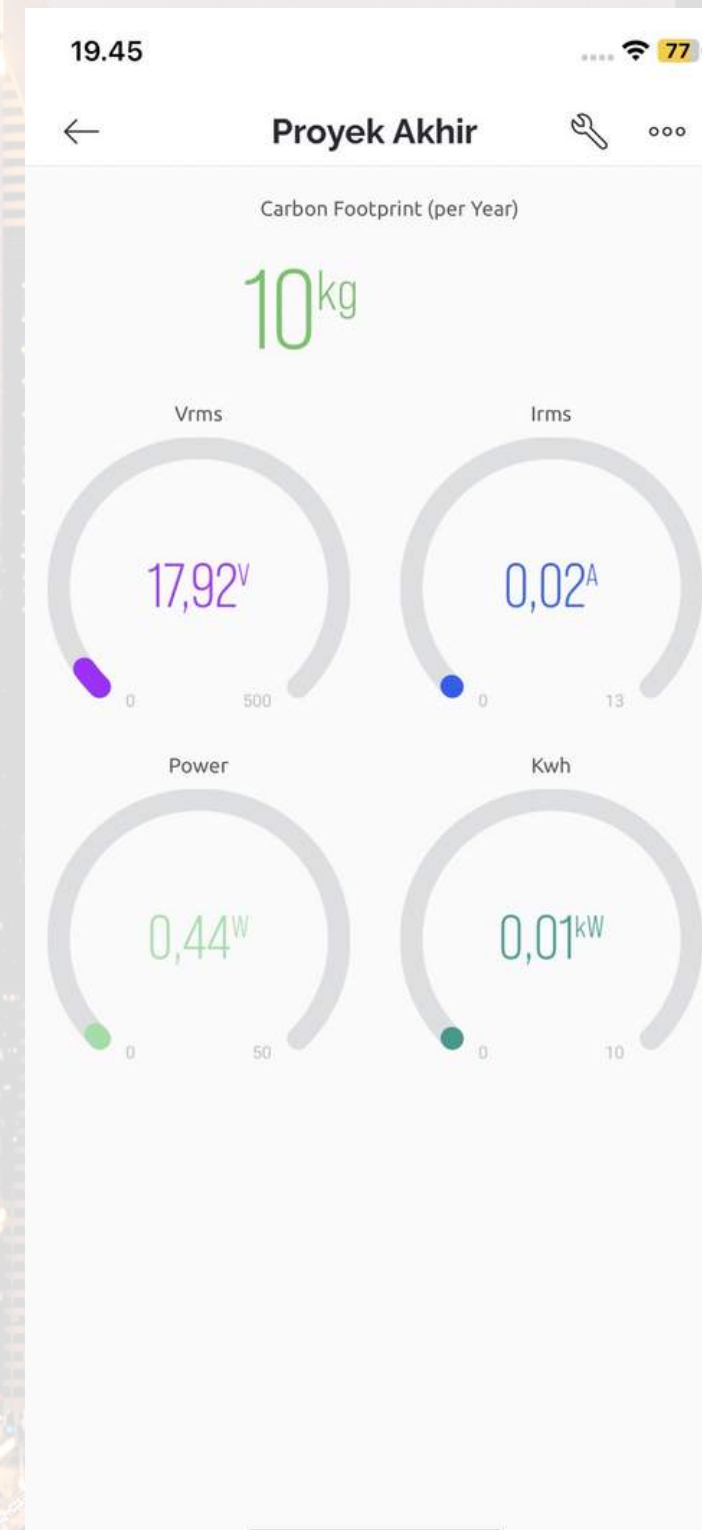 19.45
77
Proyek Akhir
Carbon Footprint (per Year)
10kg
Vrms
Irms
17,92V
0,02A
0
500
0
13
Power
Kwh
0,44W
0,01kW
0
50
0
10